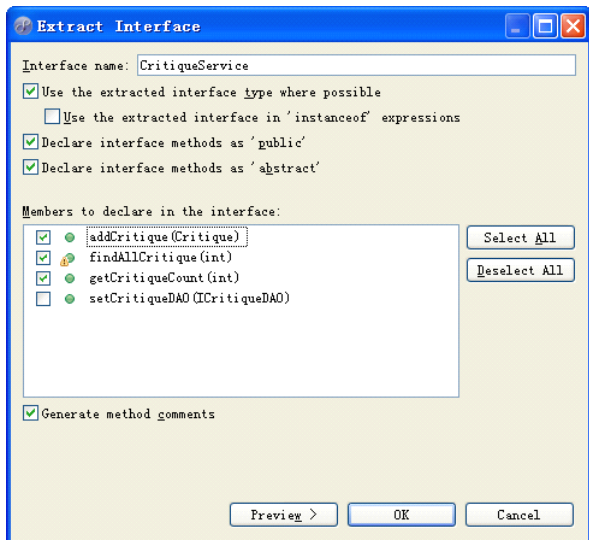 Extract Interface
Interface name: CritiqueService
Use the extracted interface type where possible
Use the extracted interface in 'instanceof' expressions
Declare interface methods as 'public'
Declare interface methods as 'abstract'
Members to declare in the interface:
addCritique(Critique)
findAllCritique(int)
getCritiqueCount(int)
setCritiqueDAO(ICritiqueDAO)
Select All
Deselect All
Generate method comments
Preview >
OK
Cancel